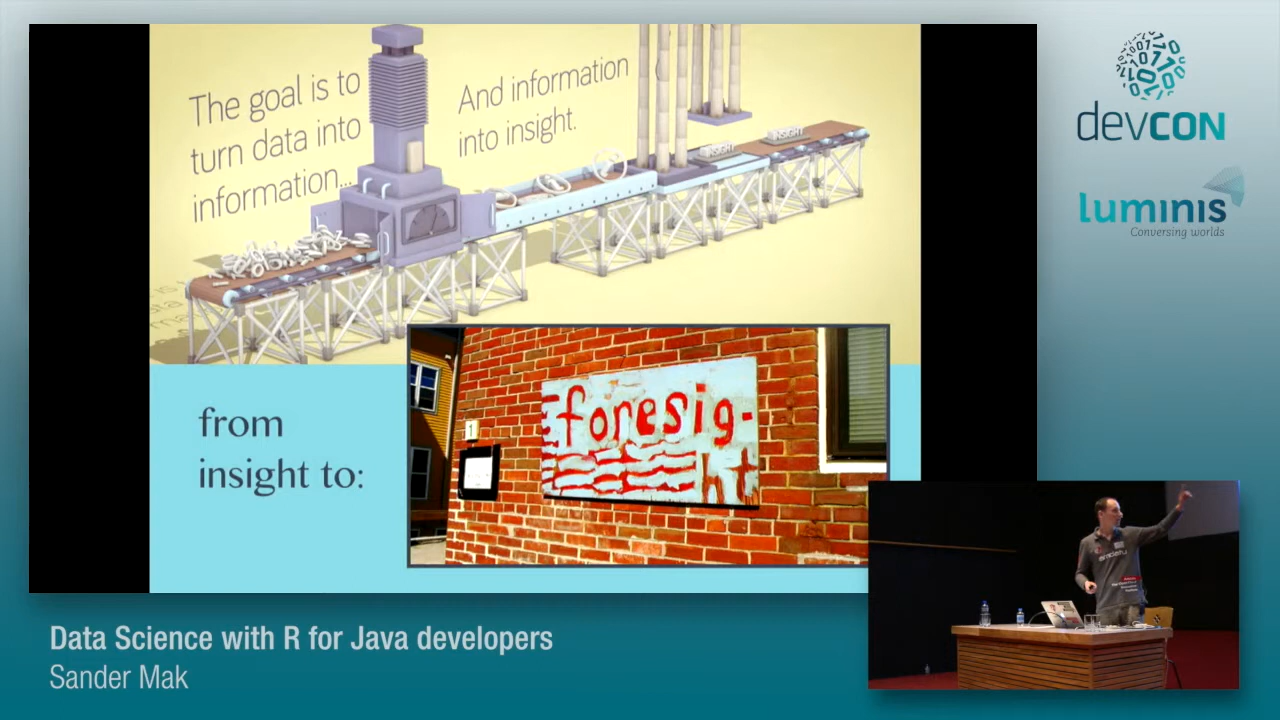 The goal is to
turn data into
information...
And information
into insight.
INSIGHT
INSIGHT
from
insight to:
foresig-
ht
1
devcon
luminis
Conversing worlds
Data Science with R for Java developers
Sander Mak